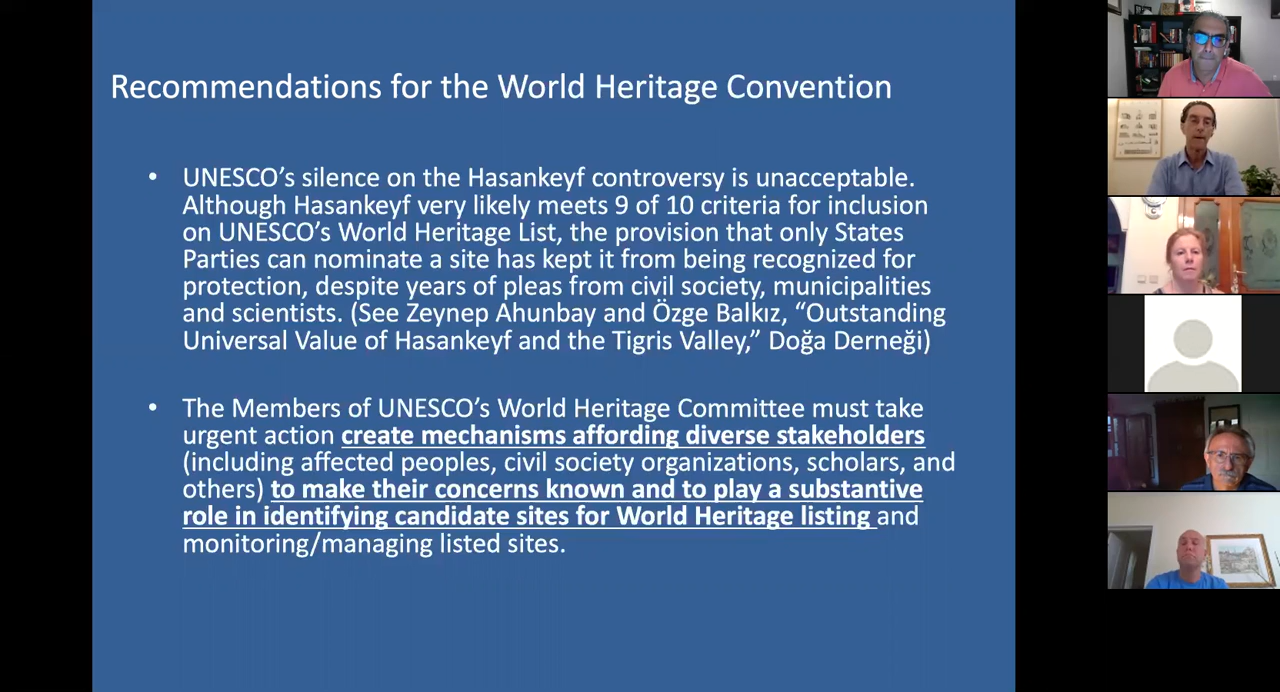 Recommendations for the World Heritage Convention
• UNESCO’s silence on the Hasankeyf controversy is unacceptable.
Although Hasankeyf very likely meets 9 of 10 criteria for inclusion
on UNESCO’s World Heritage List, the provision that only States
Parties can nominate a site has kept it from being recognized for
protection, despite years of pleas from civil society, municipalities
and scientists. (See Zeynep Ahunbay and Özge Balkız, “Outstanding
Universal Value of Hasankeyf and the Tigris Valley,” Doğa Derneği)
• The Members of UNESCO’s World Heritage Committee must take
urgent action create mechanisms affording diverse stakeholders
(including affected peoples, civil society organizations, scholars, and
others) to make their concerns known and to play a substantive
role in identifying candidate sites for World Heritage listing and
monitoring/managing listed sites.